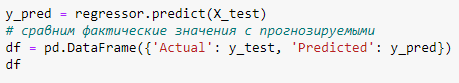 y_pred = regressor.predict(X_test)
# сравним фактические значения с прогнозируемыми
df = pd.DataFrame({'Actual': y_test, 'Predicted': y_pred})
df